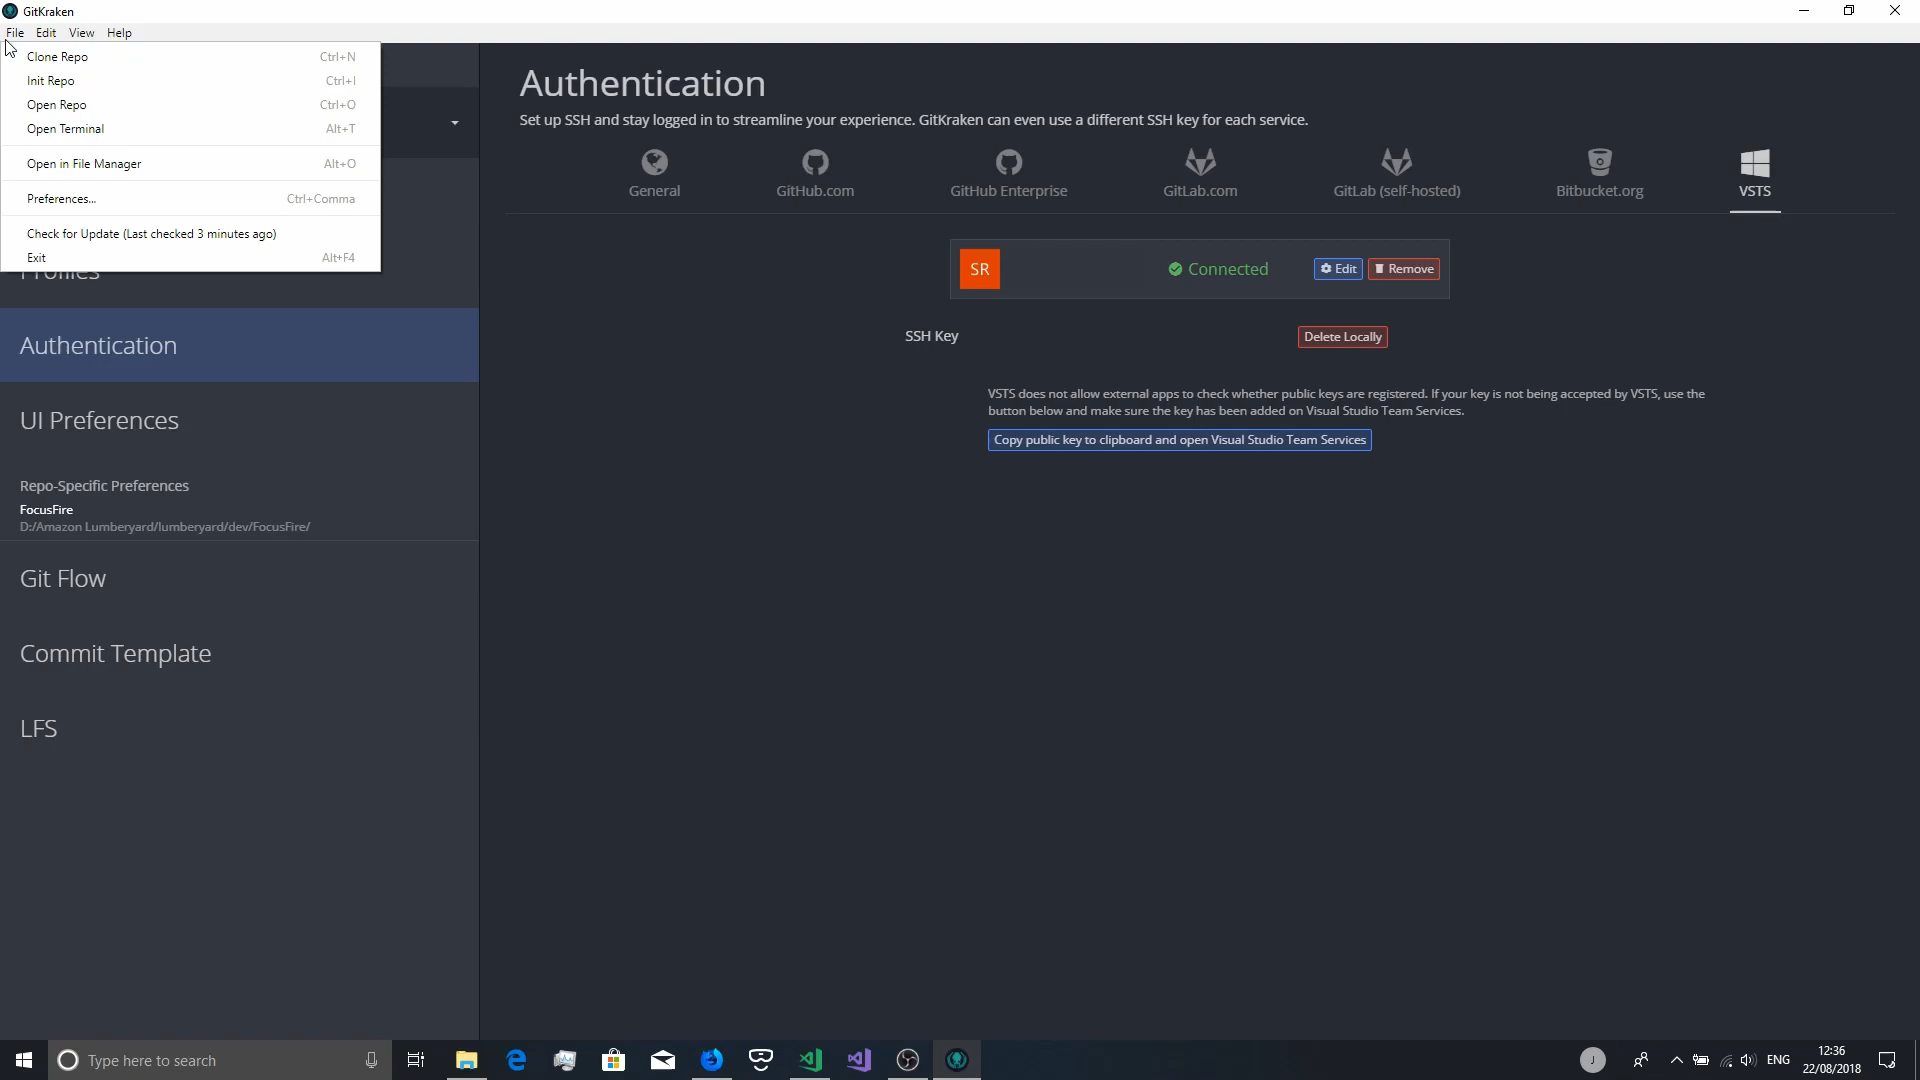 GitKraken
File Edit View Help
Clone Repo Ctrl+N
Init Repo Ctrl+I
Open Repo Ctrl+O
Open Terminal Alt+T
Open in File Manager Alt+O
Preferences... Ctrl+Comma
Check for Update (Last checked 3 minutes ago)
Exit Alt+F4
Profiles
Authentication
UI Preferences
Repo-Specific Preferences
FocusFire
D:/Amazon Lumberyard/lumberyard/dev/FocusFire/
Git Flow
Commit Template
LFS
Authentication
Set up SSH and stay logged in to streamline your experience. GitKraken can even use a different SSH key for each service.
General GitHub.com GitHub Enterprise GitLab.com GitLab (self-hosted) Bitbucket.org VSTS
SR Connected Edit Remove
SSH Key Delete Locally
VSTS does not allow external apps to check whether public keys are registered. If your key is not being accepted by VSTS, use the
button below and make sure the key has been added on Visual Studio Team Services.
Copy public key to clipboard and open Visual Studio Team Services
Type here to search
J
ENG
12:36
22/08/2018